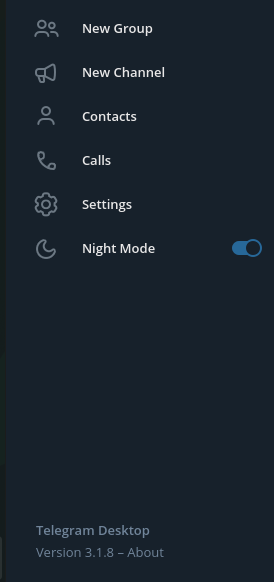 New Group
New Channel
Contacts
Calls
Settings
Night Mode
Telegram Desktop
Version 3.1.8 – About